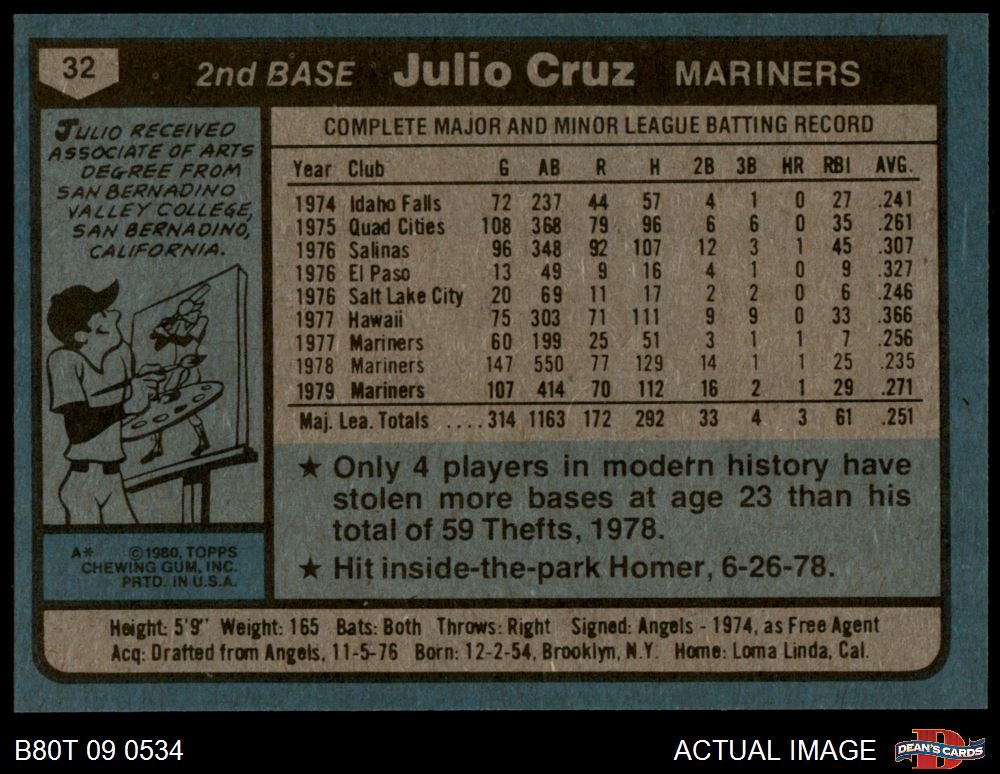 32
2nd BASE Julio Cruz MARINERS
JULIO RECEIVED
ASSOCIATE OF ARTS
DEGREE FROM
SAN BERNADINO
VALLEY COLLEGE,
SAN BERNADINO,
CALIFORNIA.
COMPLETE MAJOR AND MINOR LEAGUE BATTING RECORD
Year Club G AB R H 2B 3B HR RBI AVG.
1974 Idaho Falls 72 237 44 57 4 1 0 27 .241
1975 Quad Cities 108 368 79 96 6 6 0 35 .261
1976 Salinas 96 348 92 107 12 3 1 45 .307
1976 El Paso 13 49 9 16 4 1 0 9 .327
1976 Salt Lake City 20 69 11 17 2 2 0 6 .246
1977 Hawaii 75 303 71 111 9 9 0 33 .366
1977 Mariners 60 199 25 51 3 1 1 7 .256
1978 Mariners 147 550 77 129 14 1 1 25 .235
1979 Mariners 107 414 70 112 16 2 1 29 .271
Maj. Lea. Totals ....314 1163 172 292 33 4 3 61 .251
★ Only 4 players in modern history have
stolen more bases at age 23 than his
total of 59 Thefts, 1978.
★ Hit inside-the-park Homer, 6-26-78.
A* ©1980, TOPPS
CHEWING GUM, INC.
PRTD. IN U.S.A.
Height: 5'9" Weight: 165 Bats: Both Throws: Right Signed: Angels - 1974, as Free Agent
Acq: Drafted from Angels, 11-5-76 Born: 12-2-54, Brooklyn, N.Y. Home: Loma Linda, Cal.
B80T 09 0534
ACTUAL IMAGE
D
DEAN'S CARDS